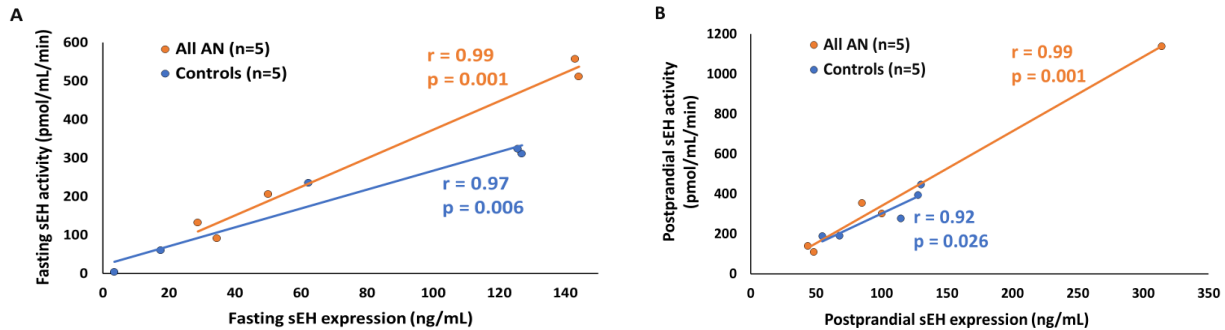 A
Fasting sEH activity (pmol/mL/min)
600
500
400
300
200
100
0
All AN (n=5)
Controls (n=5)
r = 0.99
p = 0.001
r = 0.97
p = 0.006
0 20 40 60 80 100 120 140
Fasting sEH expression (ng/mL)
B
Postprandial sEH activity
(pmol/mL/min)
1200
1000
800
600
400
200
0
All AN (n=5)
Controls (n=5)
r = 0.99
p = 0.001
r = 0.92
p = 0.026
0 50 100 150 200 250 300 350
Postprandial sEH expression (ng/mL)